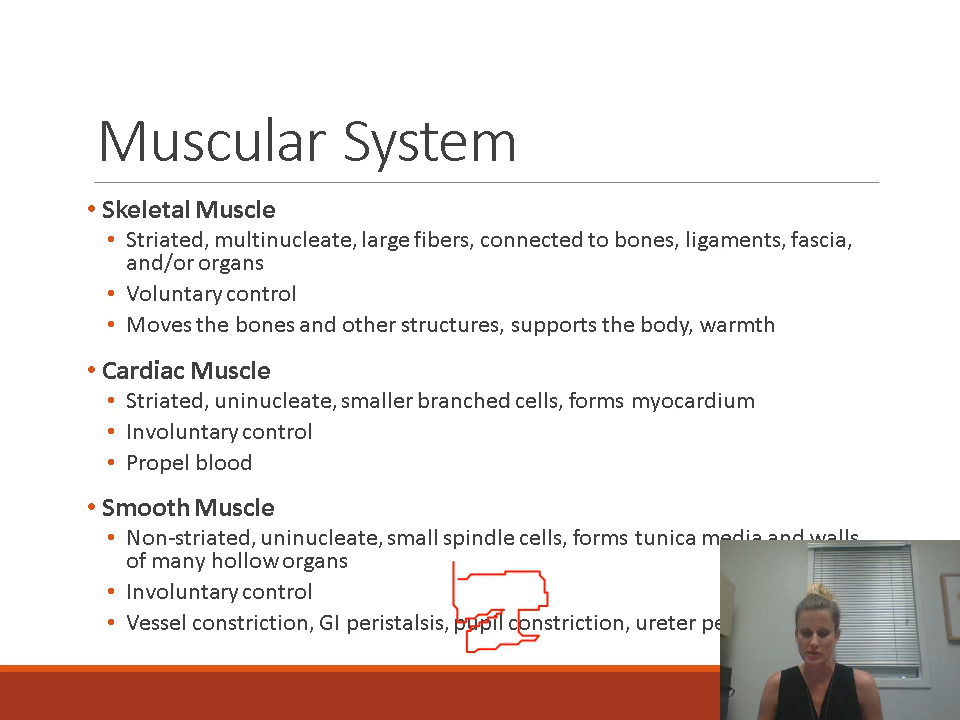 Muscular System
• Skeletal Muscle
• Striated, multinucleate, large fibers, connected to bones, ligaments, fascia,
and/or organs
• Voluntary control
• Moves the bones and other structures, supports the body, warmth
• Cardiac Muscle
• Striated, uninucleate, smaller branched cells, forms myocardium
• Involuntary control
• Propel blood
• Smooth Muscle
• Non-striated, uninucleate, small spindle cells, forms tunica media and walls
of many hollow organs
• Involuntary control
• Vessel constriction, GI peristalsis, pupil constriction, ureter